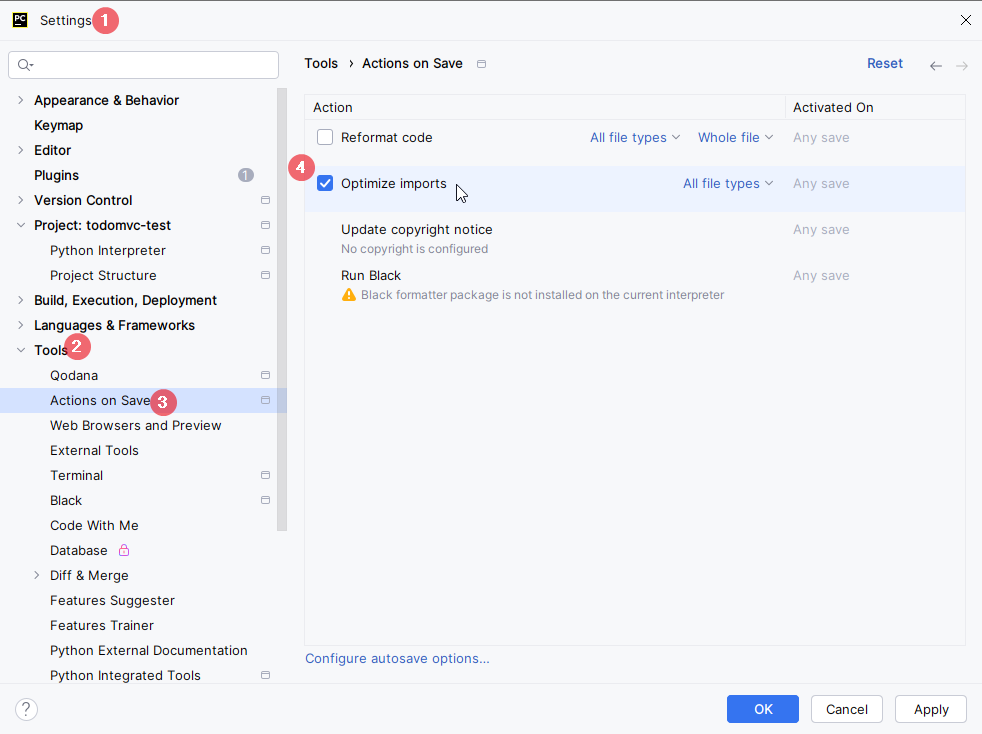 PC Settings 1
Tools › Actions on Save Reset
Appearance & Behavior
Keymap
Editor
Plugins 1
Version Control
Project: todomvc-test
Python Interpreter
Project Structure
Build, Execution, Deployment
Languages & Frameworks
Tools 2
Qodana
Actions on Save 3
Web Browsers and Preview
External Tools
Terminal
Black
Code With Me
Database
Diff & Merge
Features Suggester
Features Trainer
Python External Documentation
Python Integrated Tools
Action Activated On
Reformat code All file types Whole file Any save
4
Optimize imports All file types Any save
Update copyright notice Any save
No copyright is configured
Run Black Any save
Black formatter package is not installed on the current interpreter
Configure autosave options...
? OK Cancel Apply